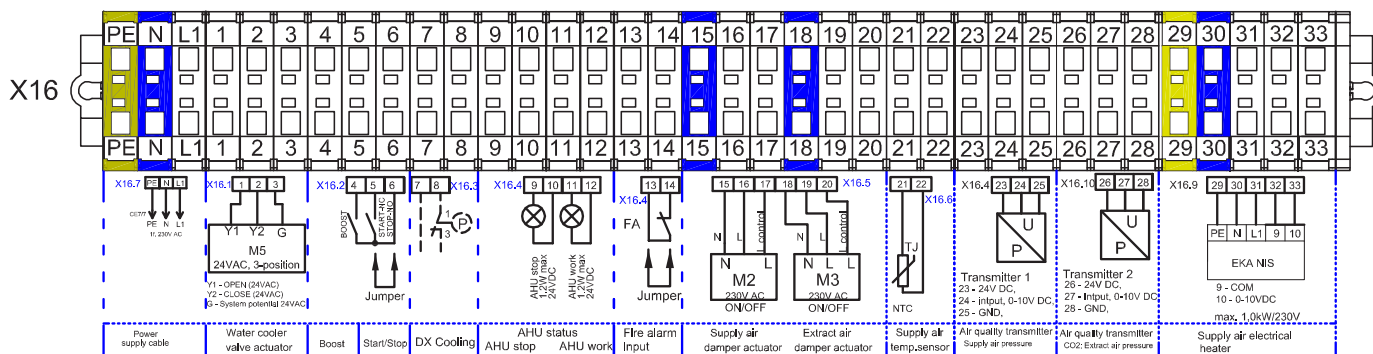 PE N L1 1 2 3 4 5 6 7 8 9 10 11 12 13 14 15 16 17 18 19 20 21 22 23 24 25 26 27 28 29 30 31 32 33
X16
PE N L1 1 2 3 4 5 6 7 8 9 10 11 12 13 14 15 16 17 18 19 20 21 22 23 24 25 26 27 28 29 30 31 32 33
X16.7
PE N L1
CE7/7
PE N L1
1f, 230V AC
X16.1
1 2 3
Y1 Y2 G
M5
24VAC, 3-position
Y1 - OPEN (24VAC)
Y2 - CLOSE (24VAC)
G - System potential 24VAC
X16.2
4 5 6
BOOST
START-NC
STOP-NO
Jumper
7 8
X16.3
1
3
P
X16.4
9 10 11 12
AHU stop
1,2W max
24VDC
AHU work
1,2W max
24VDC
13 14
X16.4
FA
Jumper
15 16 17 18 19 20
X16.5
N L L control
N L
M2
230V AC
ON/OFF
N L L control
N L
M3
230V AC
ON/OFF
21 22
X16.6
TJ
NTC
X16.4
23 24 25
U
P
Transmitter 1
23 - 24V DC,
24 - intput, 0-10V DC,
25 - GND,
X16.10
26 27 28
U
P
Transmitter 2
26 - 24V DC,
27 - Intput, 0-10V DC,
28 - GND,
X16.9
29 30 31 32 33
PE N L1 9 10
EKA NIS
9 - COM
10 - 0-10VDC
max. 1,0kW/230V
Power
supply cable
Water cooler
valve actuator
Boost
Start/Stop
DX Cooling
AHU status
AHU stop AHU work
Fire alarm
Input
Supply air
damper actuator
Extract air
damper actuator
Supply air
temp.sensor
Air quality transmitter
Supply air pressure
Air quality transmitter
CO2; Extract air pressure
Supply air electrical
heater